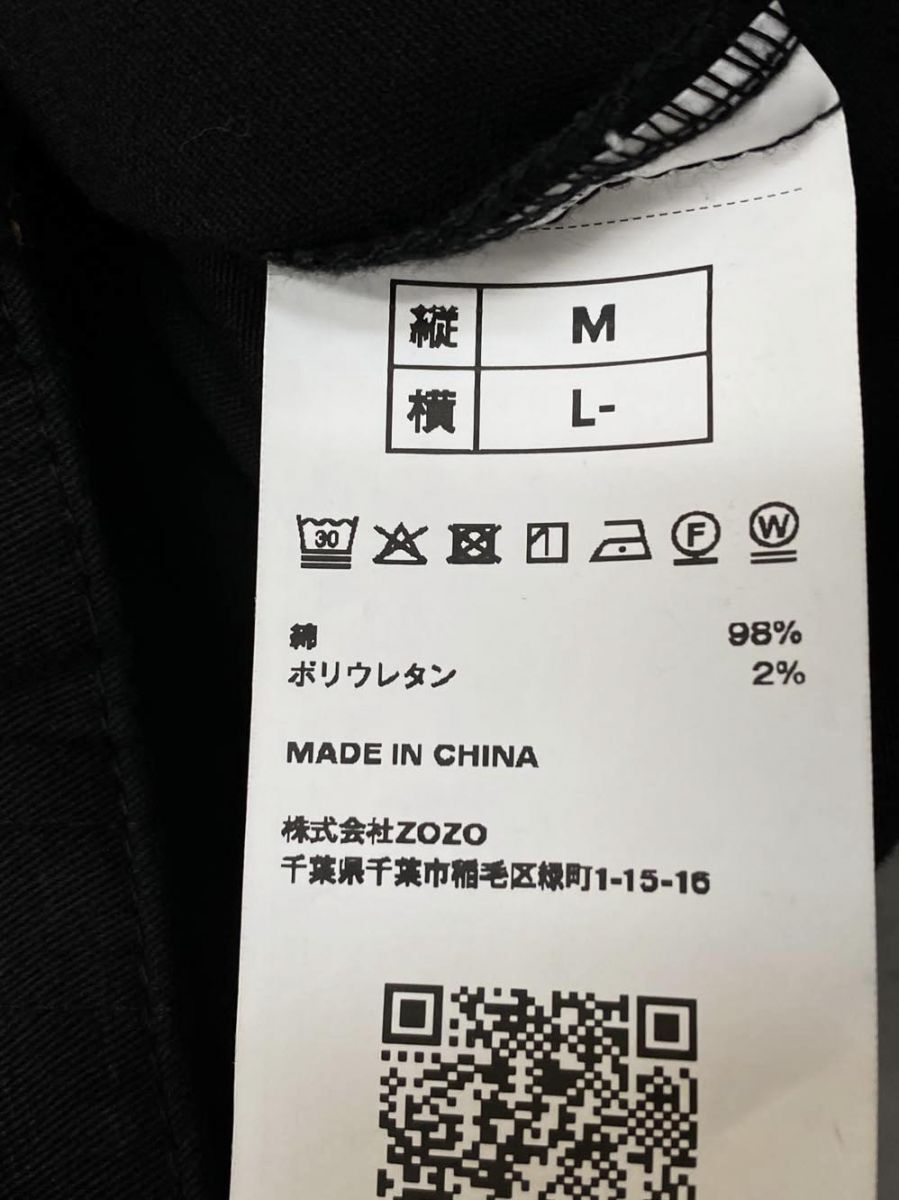 縦 M
横 L-
30 F W
綿 98%
ポリウレタン 2%
MADE IN CHINA
株式会社ZOZO
千葉県千葉市稲毛区緑町1-15-16